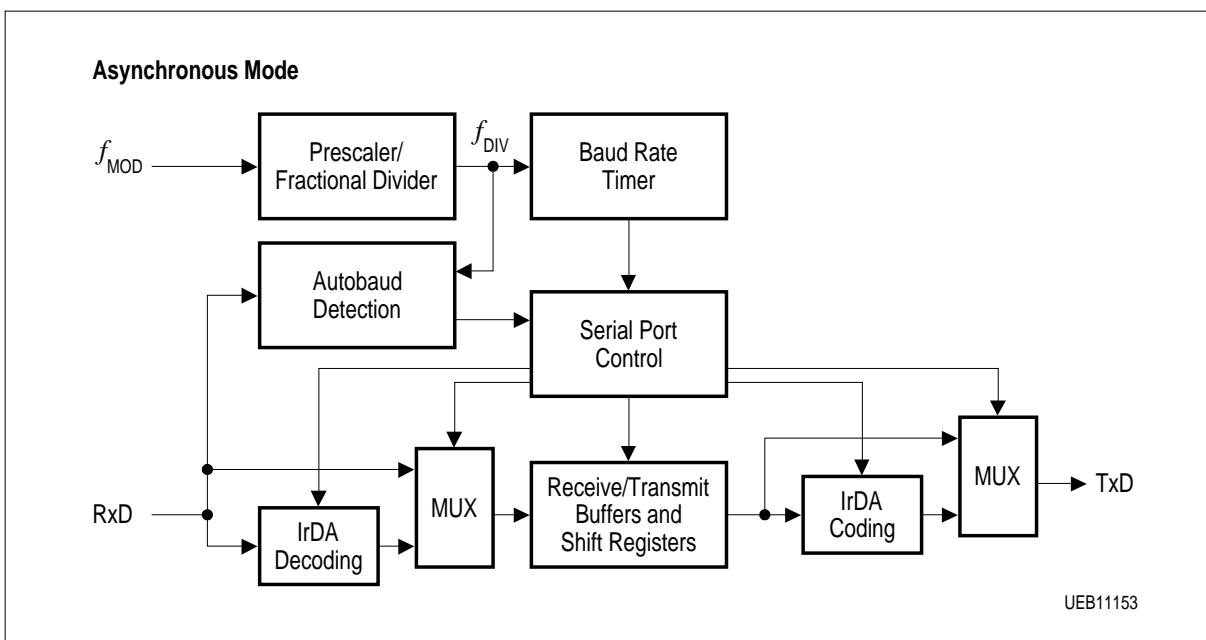 Asynchronous Mode
fMOD
Prescaler/
Fractional Divider
fDIV
Baud Rate
Timer
Autobaud
Detection
Serial Port
Control
RxD
IrDA
Decoding
MUX
Receive/Transmit
Buffers and
Shift Registers
IrDA
Coding
MUX
TxD
UEB11153